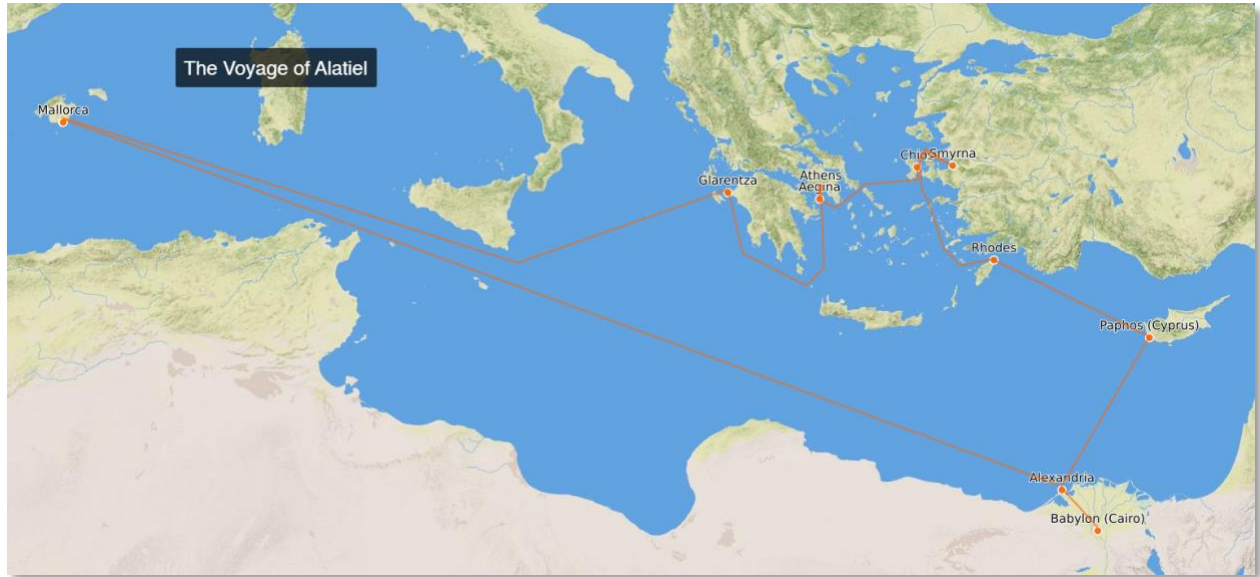 The Voyage of Alatiel
Mallorca
Chios Smyrna
Athens
Glarentza
Aegina
Rhodes
Paphos (Cyprus)
Alexandria
Babylon (Cairo)